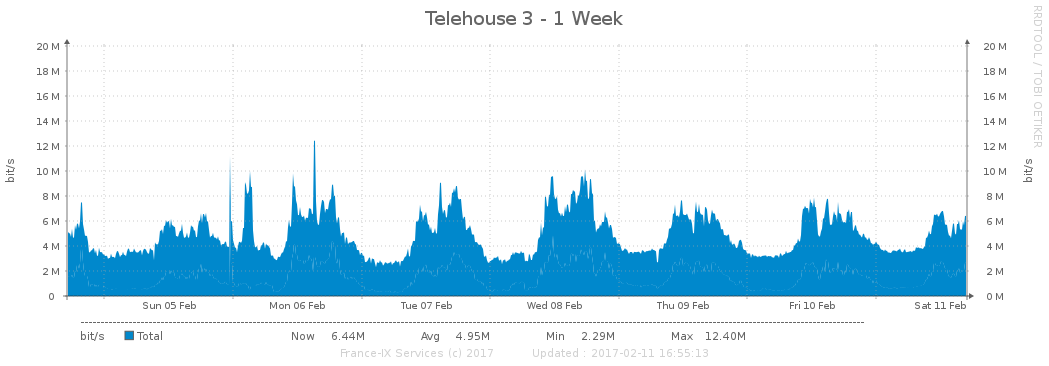 Telehouse 3 - 1 Week
RRDTOOL / TOBI OETIKER
bit/s
20 M 20 M
18 M 18 M
16 M 16 M
14 M 14 M
12 M 12 M
10 M 10 M
8 M 8 M
6 M 6 M
4 M 4 M
2 M 2 M
0 0 M
bit/s
Sun 05 Feb Mon 06 Feb Tue 07 Feb Wed 08 Feb Thu 09 Feb Fri 10 Feb Sat 11 Feb
bit/s Total Now 6.44M Avg 4.95M Min 2.29M Max 12.40M
France-IX Services (c) 2017 Updated : 2017-02-11 16:55:13